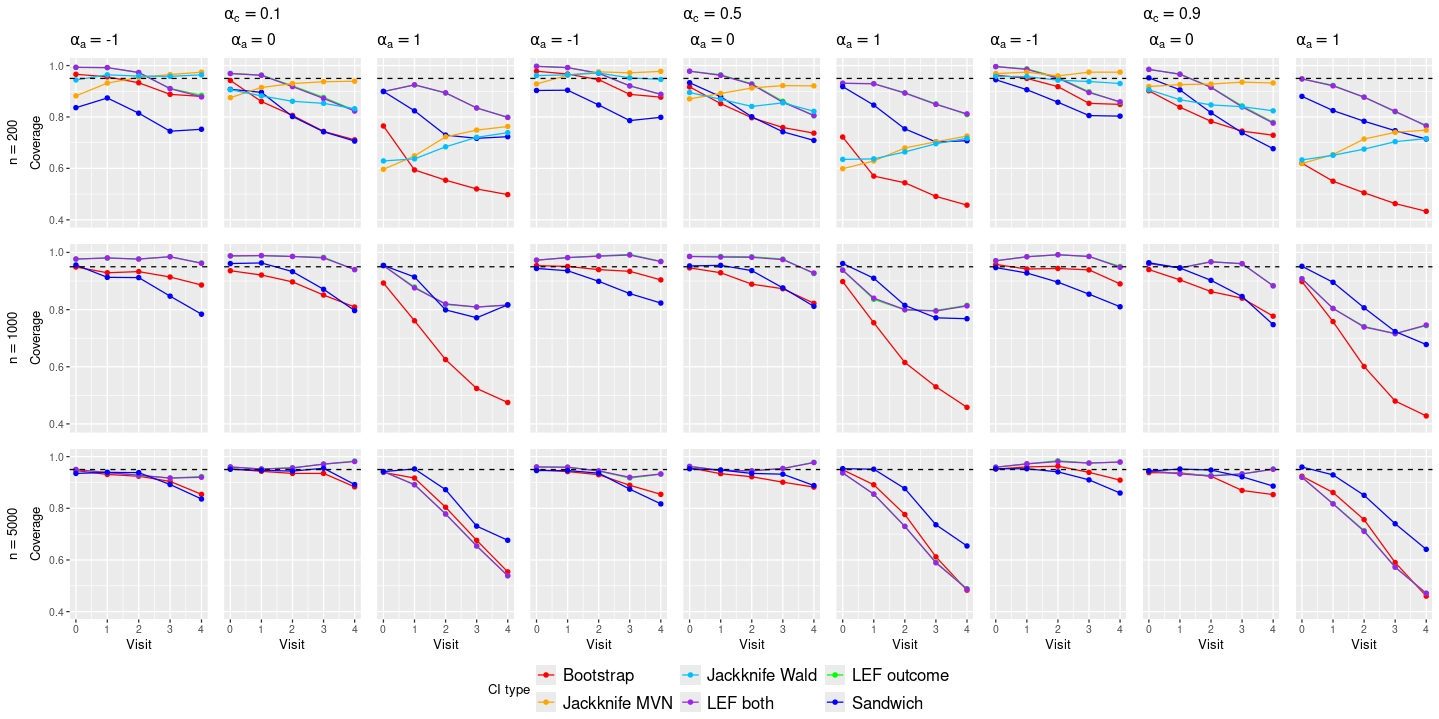 α_c = 0.1 α_c = 0.5 α_c = 0.9
α_a = -1 α_a = 0 α_a = 1 α_a = -1 α_a = 0 α_a = 1 α_a = -1 α_a = 0 α_a = 1
n = 200
Coverage
1.0
0.8
0.6
0.4
n = 1000
Coverage
1.0
0.8
0.6
0.4
n = 5000
Coverage
1.0
0.8
0.6
0.4
0 1 2 3 4 0 1 2 3 4 0 1 2 3 4 0 1 2 3 4 0 1 2 3 4 0 1 2 3 4 0 1 2 3 4 0 1 2 3 4 0 1 2 3 4
Visit Visit Visit Visit Visit Visit Visit Visit Visit
CI type
Bootstrap Jackknife Wald LEF outcome
Jackknife MVN LEF both Sandwich